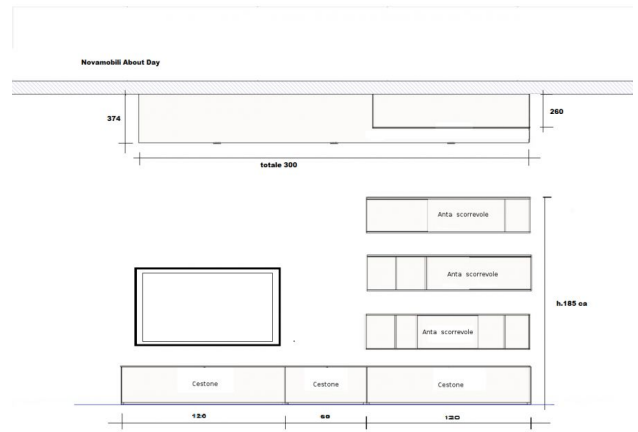 Novamobili About Day
374
260
totale 300
Anta scorrevole
Anta scorrevole
h.185 ca
Anta scorrevole
Cestone
Cestone
Cestone
120
60
120